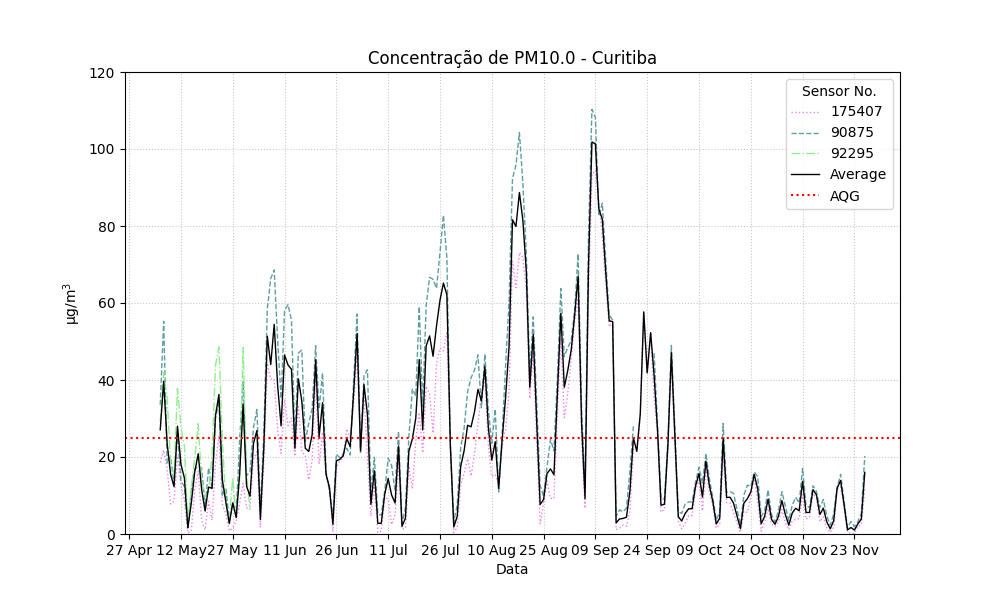 Concentração de PM10.0 - Curitiba
120
100
80
60
40
20
0
µg/m³
Sensor No.
175407
90875
92295
Average
AQG
27 Apr 12 May 27 May 11 Jun 26 Jun 11 Jul 26 Jul 10 Aug 25 Aug 09 Sep 24 Sep 09 Oct 24 Oct 08 Nov 23 Nov
Data